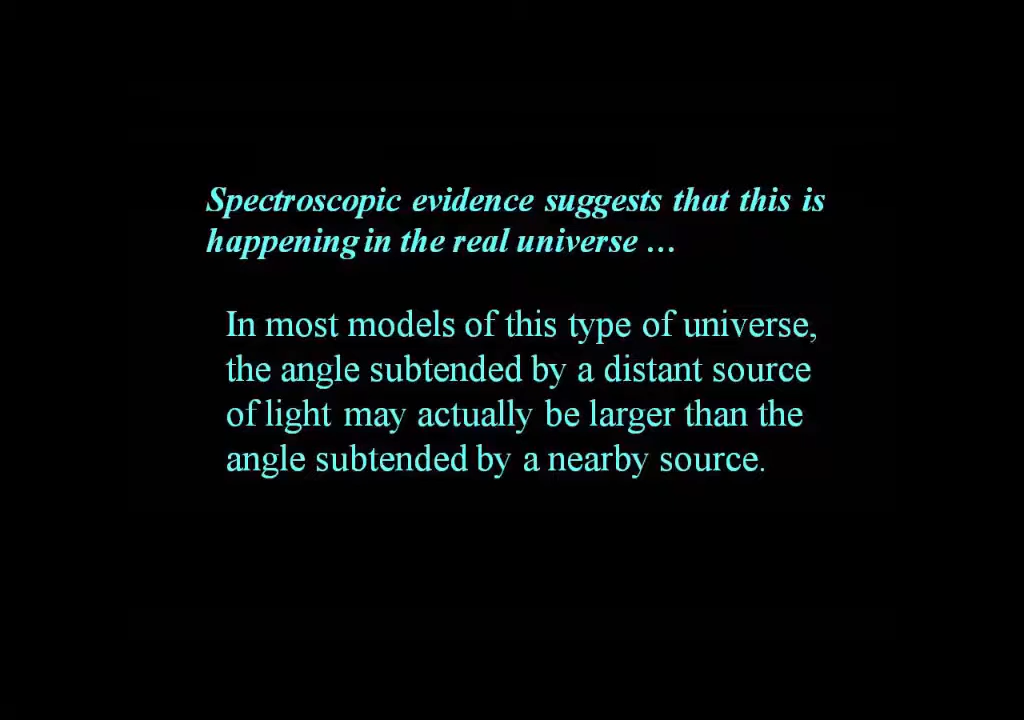 Spectroscopic evidence suggests that this is
happening in the real universe …
In most models of this type of universe,
the angle subtended by a distant source
of light may actually be larger than the
angle subtended by a nearby source.